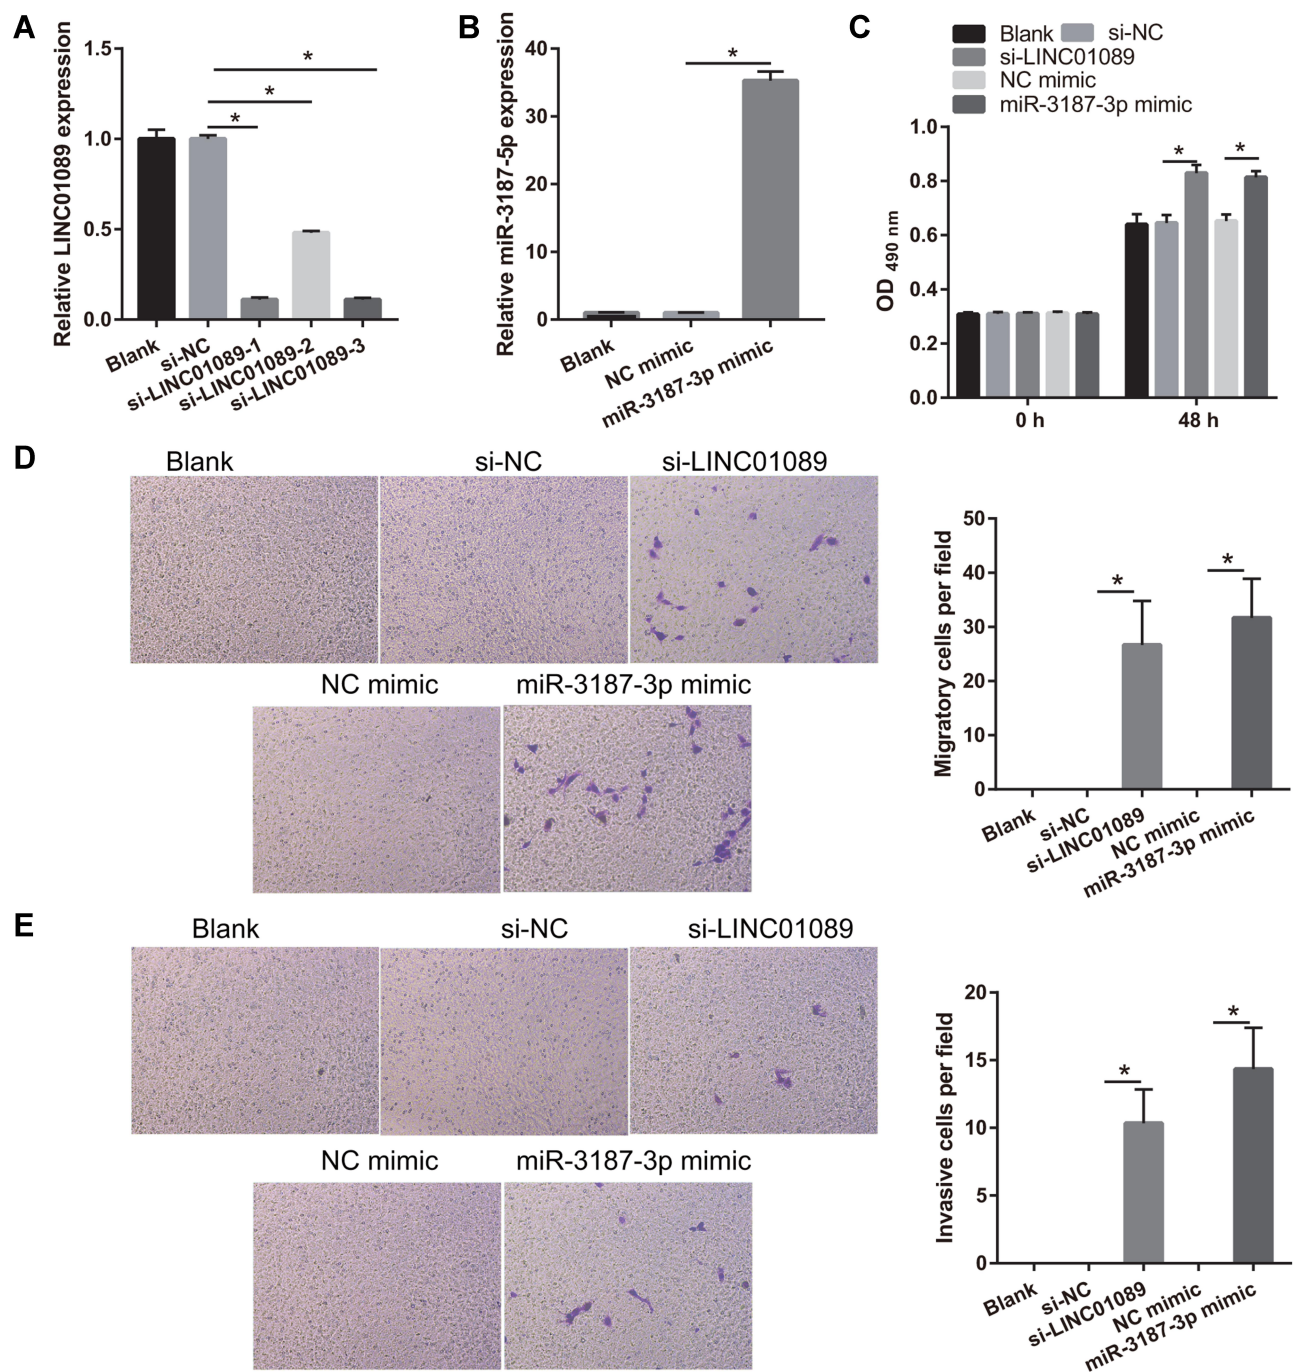 A
Relative LINC01089 expression
1.5
1.0
0.5
0.0
*
*
*
Blank
si-NC
si-LINC01089-1
si-LINC01089-2
si-LINC01089-3
B
Relative miR-3187-5p expression
40
30
20
10
0
*
Blank
NC mimic
miR-3187-3p mimic
C
Blank
si-NC
si-LINC01089
NC mimic
miR-3187-3p mimic
OD 490 nm
1.0
0.8
0.6
0.4
0.2
0.0
*
*
0 h
48 h
D
Blank
si-NC
si-LINC01089
NC mimic
miR-3187-3p mimic
Migratory cells per field
50
40
30
20
10
0
*
*
Blank
si-NC
si-LINC01089
NC mimic
miR-3187-3p mimic
E
Blank
si-NC
si-LINC01089
NC mimic
miR-3187-3p mimic
Invasive cells per field
20
15
10
5
0
*
*
Blank
si-NC
si-LINC01089
NC mimic
miR-3187-3p mimic